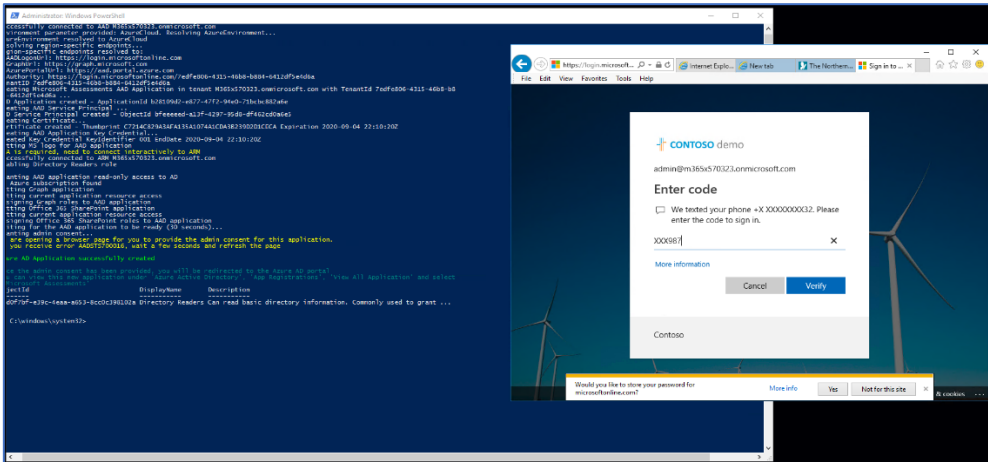 Administrator: Windows PowerShell
ccessfully connected to AAD M365x570323.onmicrosoft.com
vironment parameter provided: AzureCloud. Resolving AzureEnvironment...
ureEnvironment resolved to AzureCloud
solving region-specific endpoints...
gion-specific endpoints resolved to:
AADLogonUrl: https://login.microsoftonline.com
GraphUrl: https://graph.microsoft.com
AzurePortalUrl: https://aad.portal.azure.com
Authority: https://login.microsoftonline.com/7edfe806-4315-46b8-b884-6412df5e4d6a
nantID 7edfe806-4315-46b8-b884-6412df5e4d6a
eating Microsoft Assessments AAD Application in tenant M365x570323.onmicrosoft.com with TenantId 7edfe806-4315-46b8-b8
-6412df5e4d6a ...
D Application created - ApplicationId b28109d2-e877-47f2-94e0-71bcbc882a6e
eating AAD Service Principal ...
D Service Principal created - ObjectId bfeeeeed-a13f-4297-95d8-df462cd0a6e3
eating Certificate...
rtificate created - Thumbprint C7214C829A3AFA135A1074A1CDA3B239D2D1CECA Expiration 2020-09-04 22:10:20Z
eating AAD Application Key Credential...
eated Key Credential KeyIdentifier 001 EndDate 2020-09-04 22:10:20Z
tting MS logo for AAD application
A is required, need to connect interactively to ARM
ccessfully connected to ARM M365x570323.onmicrosoft.com
abling Directory Readers role
anting AAD application read-only access to AD
Azure subscription found
tting Graph application
tting current application resource access
signing Graph roles to AAD application
tting Office 365 SharePoint application
tting current application resource access
signing Office 365 SharePoint roles to AAD application
iting for the AAD application to be ready (30 seconds)...
anting admin consent...
are opening a browser page for you to provide the admin consent for this application.
you receive error AADSTS700016, wait a few seconds and refresh the page
ure AD Application successfully created
ce the admin consent has been provided, you will be redirected to the Azure AD portal
u can view this new application under 'Azure Active Directory', 'App Registrations', 'View All Application' and select
Microsoft Assessments'
jectId DisplayName Description
d0f7bf-e39c-4eaa-a653-8cc0c398102a Directory Readers Can read basic directory information. Commonly used to grant ...
C:\windows\system32>
https://login.microsoft...
Internet Explo...
New tab
The Northern...
Sign in to ...
File Edit View Favorites Tools Help
CONTOSO demo
admin@m365x570323.onmicrosoft.com
Enter code
We texted your phone +X XXXXXXXX32. Please
enter the code to sign in.
XXX987
More information
Cancel Verify
Contoso
Would you like to store your password for
microsoftonline.com?
More info Yes Not for this site
& cookies ...